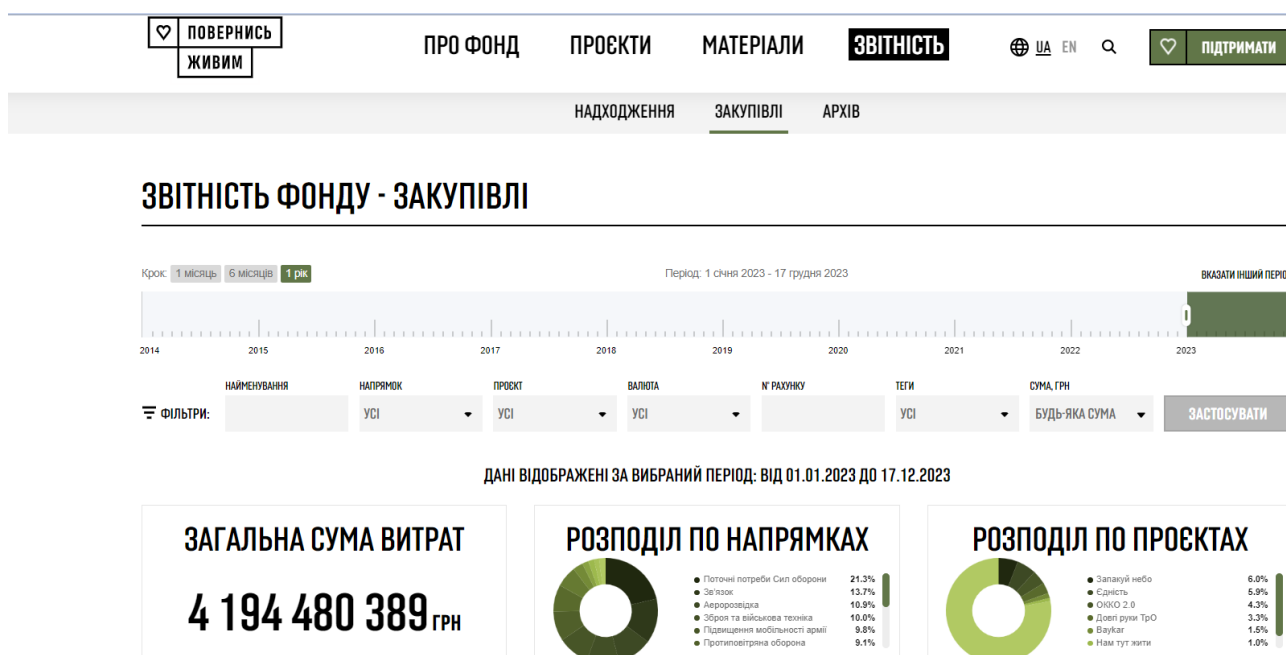 ПОВЕРНИСЬ
ЖИВИМ
ПРО ФОНД ПРОЄКТИ МАТЕРІАЛИ ЗВІТНІСТЬ UA EN ПІДТРИМАТИ
НАДХОДЖЕННЯ ЗАКУПІВЛІ АРХІВ
ЗВІТНІСТЬ ФОНДУ - ЗАКУПІВЛІ
Крок: 1 місяць 6 місяців 1 рік Період: 1 січня 2023 - 17 грудня 2023 ВКАЗАТИ ІНШИЙ ПЕРІО
2014 2015 2016 2017 2018 2019 2020 2021 2022 2023
НАЙМЕНУВАННЯ НАПРЯМОК ПРОЄКТ ВАЛЮТА N° РАХУНКУ ТЕГИ СУМА, ГРН
ФІЛЬТРИ: УСІ УСІ УСІ УСІ БУДЬ-ЯКА СУМА ЗАСТОСУВАТИ
ДАНІ ВІДОБРАЖЕНІ ЗА ВИБРАНИЙ ПЕРІОД: ВІД 01.01.2023 ДО 17.12.2023
ЗАГАЛЬНА СУМА ВИТРАТ
4 194 480 389 ГРН
РОЗПОДІЛ ПО НАПРЯМКАХ
Поточні потреби Сил оборони 21.3%
Зв'язок 13.7%
Аеророзвідка 10.9%
Зброя та військова техніка 10.0%
Підвищення мобільності армії 9.8%
Протиповітряна оборона 9.1%
РОЗПОДІЛ ПО ПРОЄКТАХ
Запакуй небо 6.0%
Єдність 5.9%
ОККО 2.0 4.3%
Довгі руки ТрО 3.3%
Baykar 1.5%
Нам тут жити 1.0%